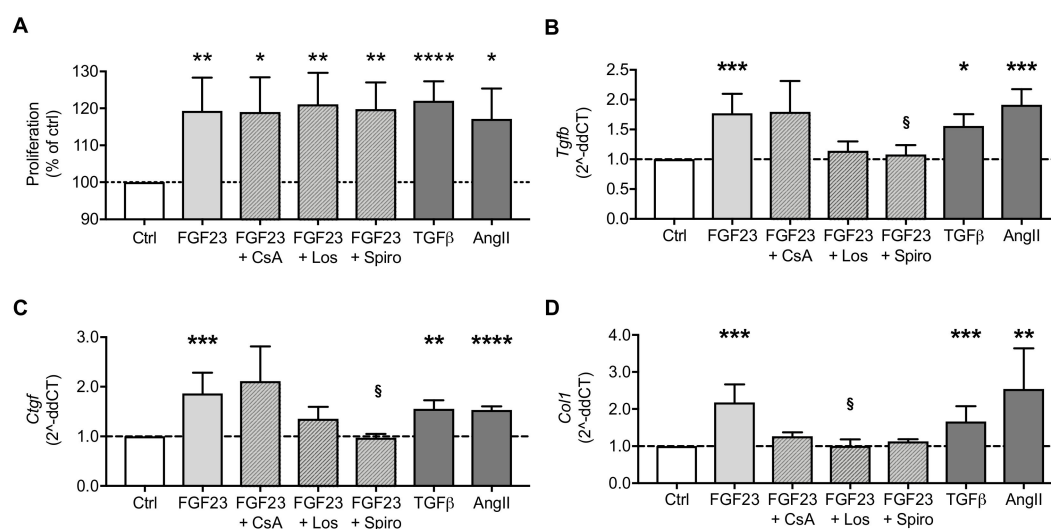 A
Proliferation
(% of ctrl)
130
120
110
100
90
** * ** ** **** *
Ctrl FGF23 FGF23 FGF23 FGF23 TGFβ AngII
+ CsA + Los + Spiro
B
Tgfb
(2^-ddCT)
2.5
2.0
1.5
1.0
0.5
0.0
*** § * ***
Ctrl FGF23 FGF23 FGF23 FGF23 TGFβ AngII
+ CsA + Los + Spiro
C
Ctgf
(2^-ddCT)
3.0
2.0
1.0
0.0
*** § ** ****
Ctrl FGF23 FGF23 FGF23 FGF23 TGFβ AngII
+ CsA + Los + Spiro
D
Col1
(2^-ddCT)
4.0
3.0
2.0
1.0
0.0
*** § *** **
Ctrl FGF23 FGF23 FGF23 FGF23 TGFβ AngII
+ CsA + Los + Spiro